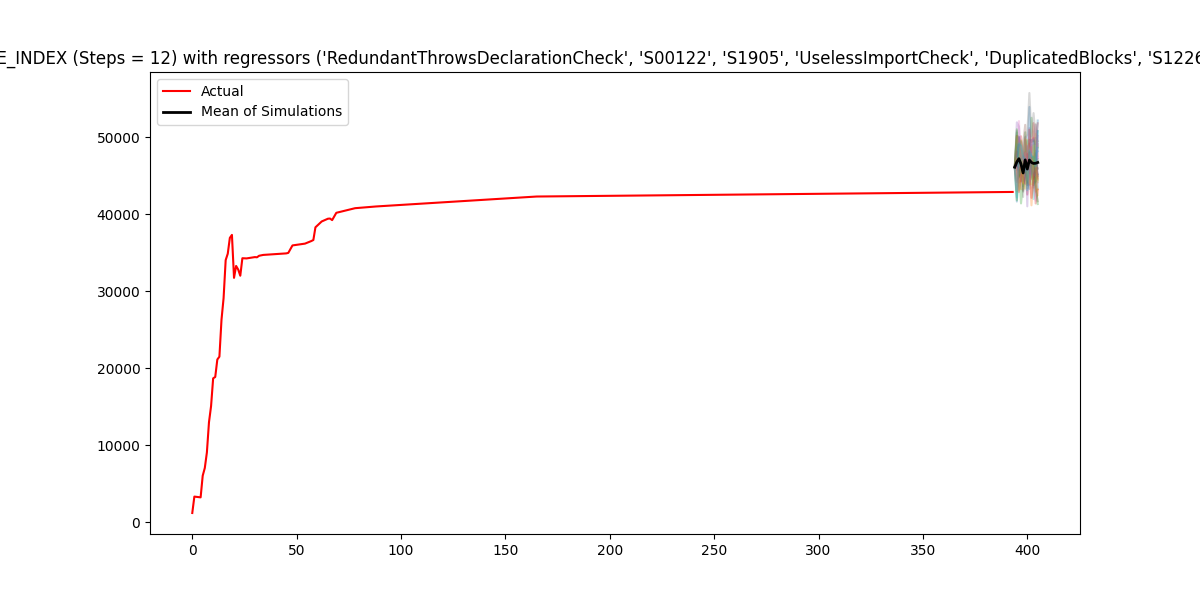 E_INDEX (Steps = 12) with regressors ('RedundantThrowsDeclarationCheck', 'S00122', 'S1905', 'UselessImportCheck', 'DuplicatedBlocks', 'S1226
Actual
Mean of Simulations
50000
40000
30000
20000
10000
0
0 50 100 150 200 250 300 350 400